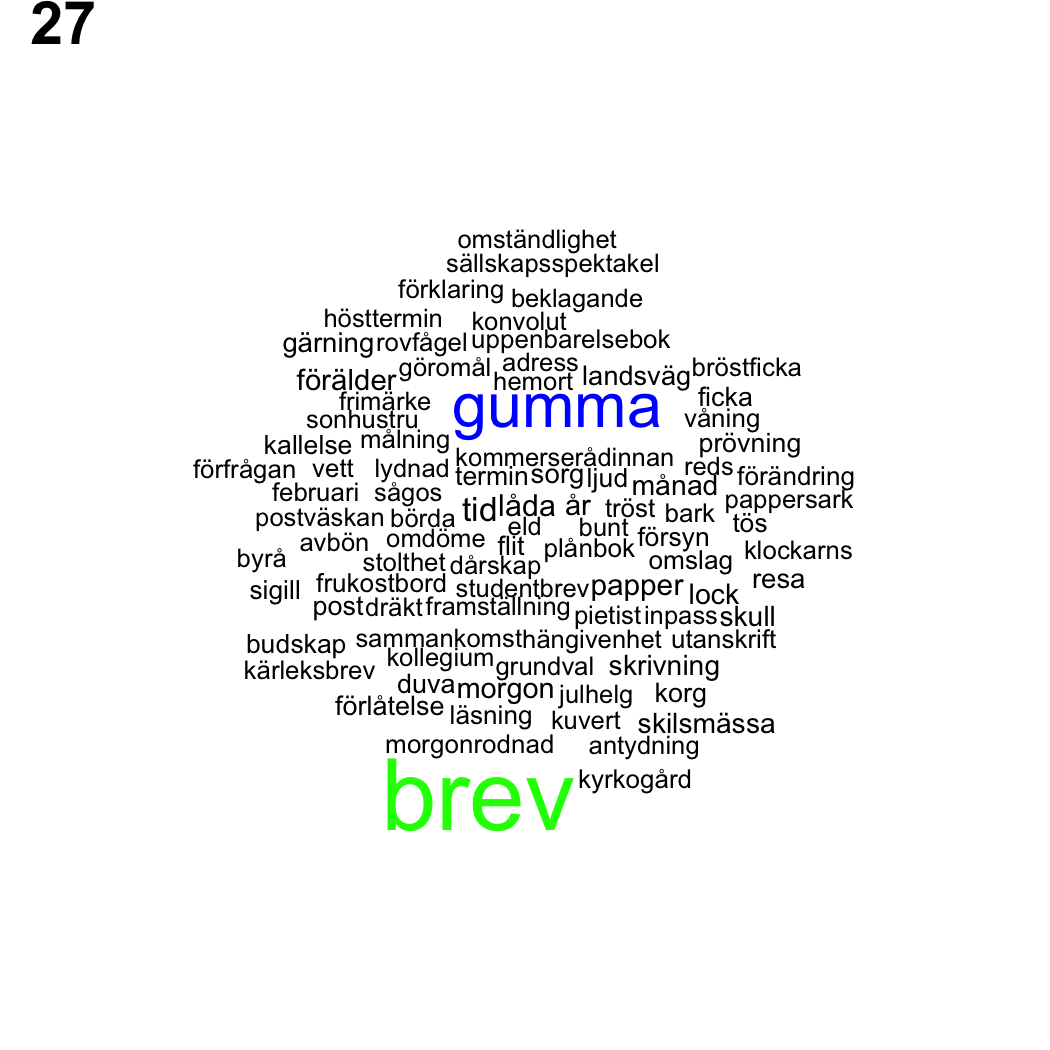 27
omständlighet
sällskapsspektakel
förklaring beklagande
hösttermin konvolut
gärning rovfågel uppenbarelsebok
göromål adress landsväg bröstficka
förälder hemort
frimärke gumma ficka
sonhustru våning
kallelse målning prövning
förfrågan vett lydnad kommerserådinnan reds förändring
termin sorg ljud månad
februari sågos pappersark
postväskan börda tid låda år tröst bark tös
eld bunt
avbön omdöme flit plånbok försyn klockarns
byrå stolthet dårskap omslag
sigill frukostbord studentbrev papper lock resa
post dräkt framställning pietist inpass skull
budskap sammankomst hängivenhet utanskrift
kärleksbrev kollegium grundval skrivning
duva morgon julhelg korg
förlåtelse läsning kuvert skilsmässa
morgonrodnad antydning
brev kyrkogård